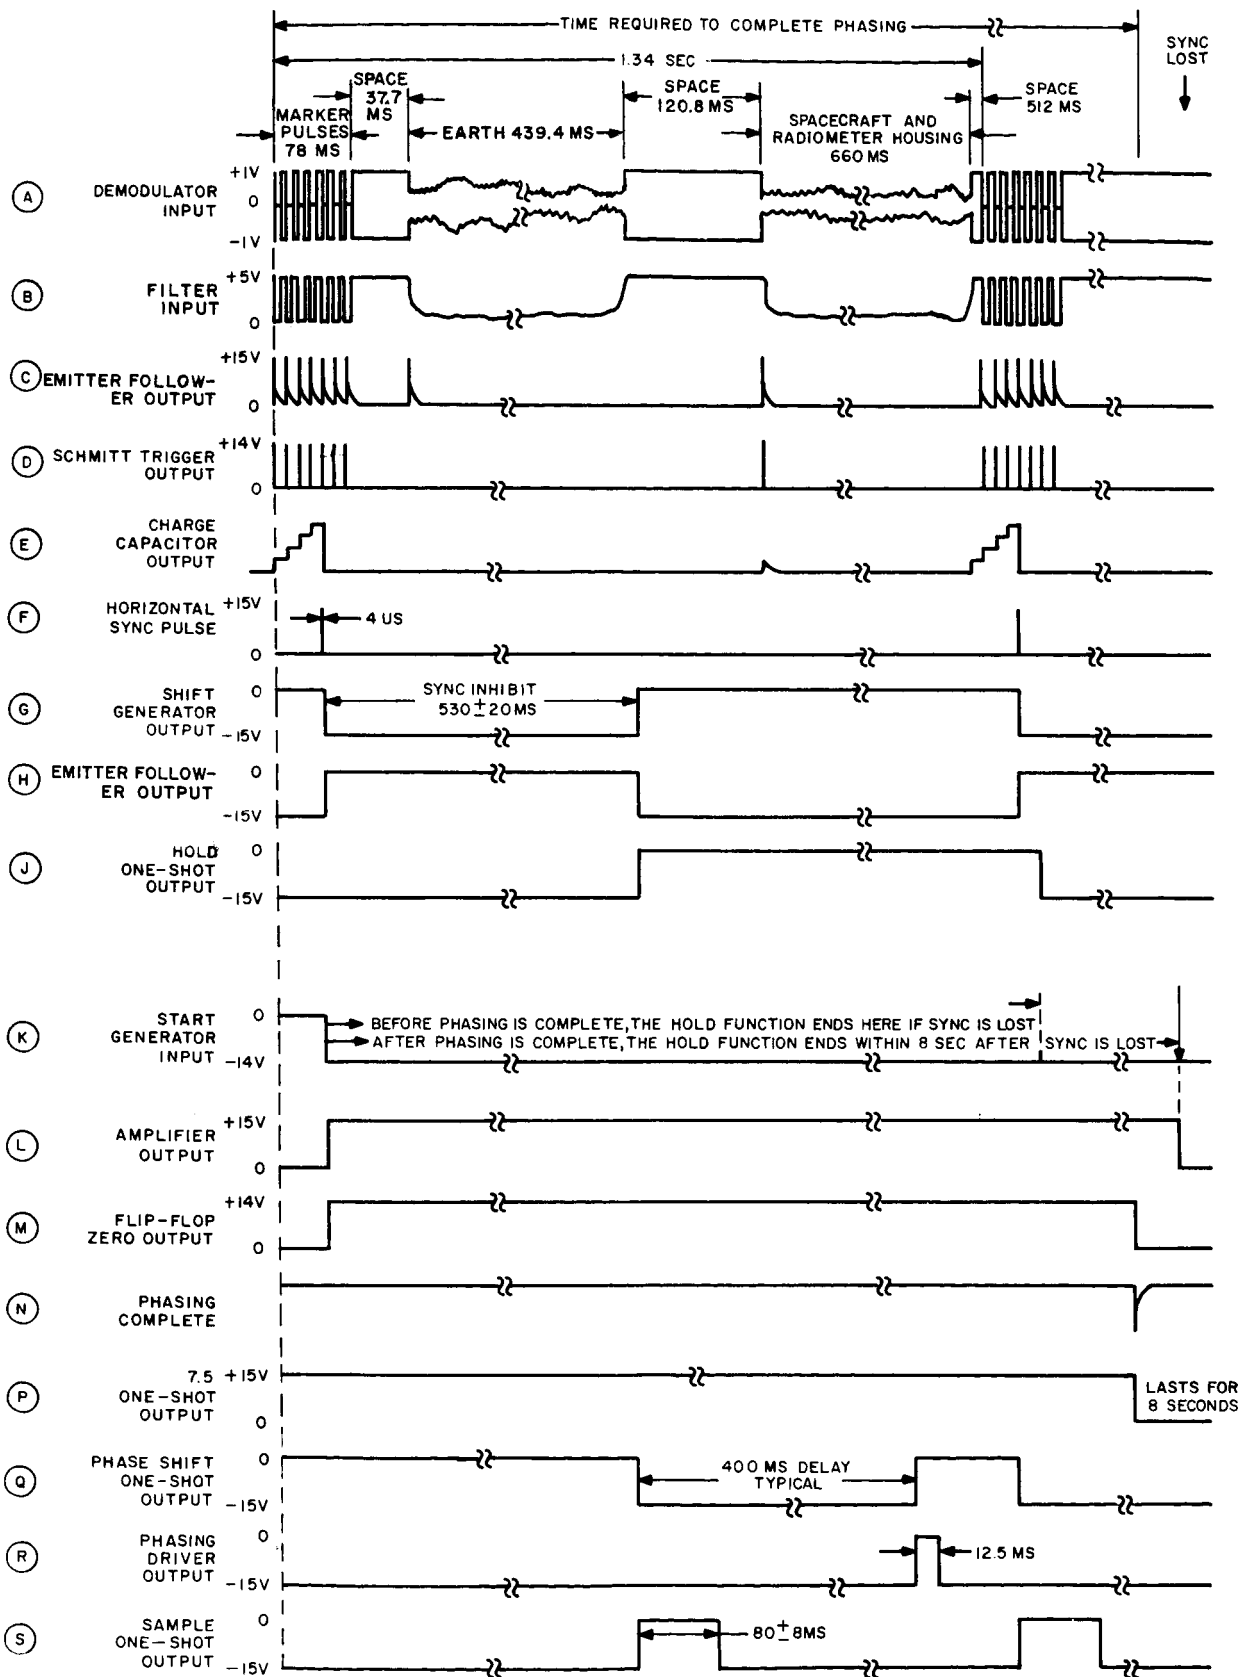 TIME REQUIRED TO COMPLETE PHASING
SYNC
LOST
1.34 SEC
SPACE
37.7
MS
SPACE
120.8 MS
SPACE
512 MS
MARKER
PULSES
78 MS
EARTH 439.4 MS
SPACECRAFT AND
RADIOMETER HOUSING
660 MS
A
DEMODULATOR
INPUT
+1V
0
-1V
B
FILTER
INPUT
+5V
0
C
EMITTER FOLLOW-
ER OUTPUT
+15V
0
D
SCHMITT TRIGGER
OUTPUT
+14V
0
E
CHARGE
CAPACITOR
OUTPUT
F
HORIZONTAL
SYNC PULSE
+15V
0
4 US
G
SHIFT
GENERATOR
OUTPUT
0
-15V
SYNC INHIBIT
530±20MS
H
EMITTER FOLLOW-
ER OUTPUT
0
-15V
J
HOLD
ONE-SHOT
OUTPUT
0
-15V
K
START
GENERATOR
INPUT
0
-14V
BEFORE PHASING IS COMPLETE, THE HOLD FUNCTION ENDS HERE IF SYNC IS LOST
AFTER PHASING IS COMPLETE, THE HOLD FUNCTION ENDS WITHIN 8 SEC AFTER SYNC IS LOST
L
AMPLIFIER
OUTPUT
+15V
0
M
FLIP-FLOP
ZERO OUTPUT
+14V
0
N
PHASING
COMPLETE
P
7.5
ONE-SHOT
OUTPUT
+15V
0
LASTS FOR
8 SECONDS
Q
PHASE SHIFT
ONE-SHOT
OUTPUT
0
-15V
400 MS DELAY
TYPICAL
R
PHASING
DRIVER
OUTPUT
0
-15V
12.5 MS
S
SAMPLE
ONE-SHOT
OUTPUT
0
-15V
80±8MS